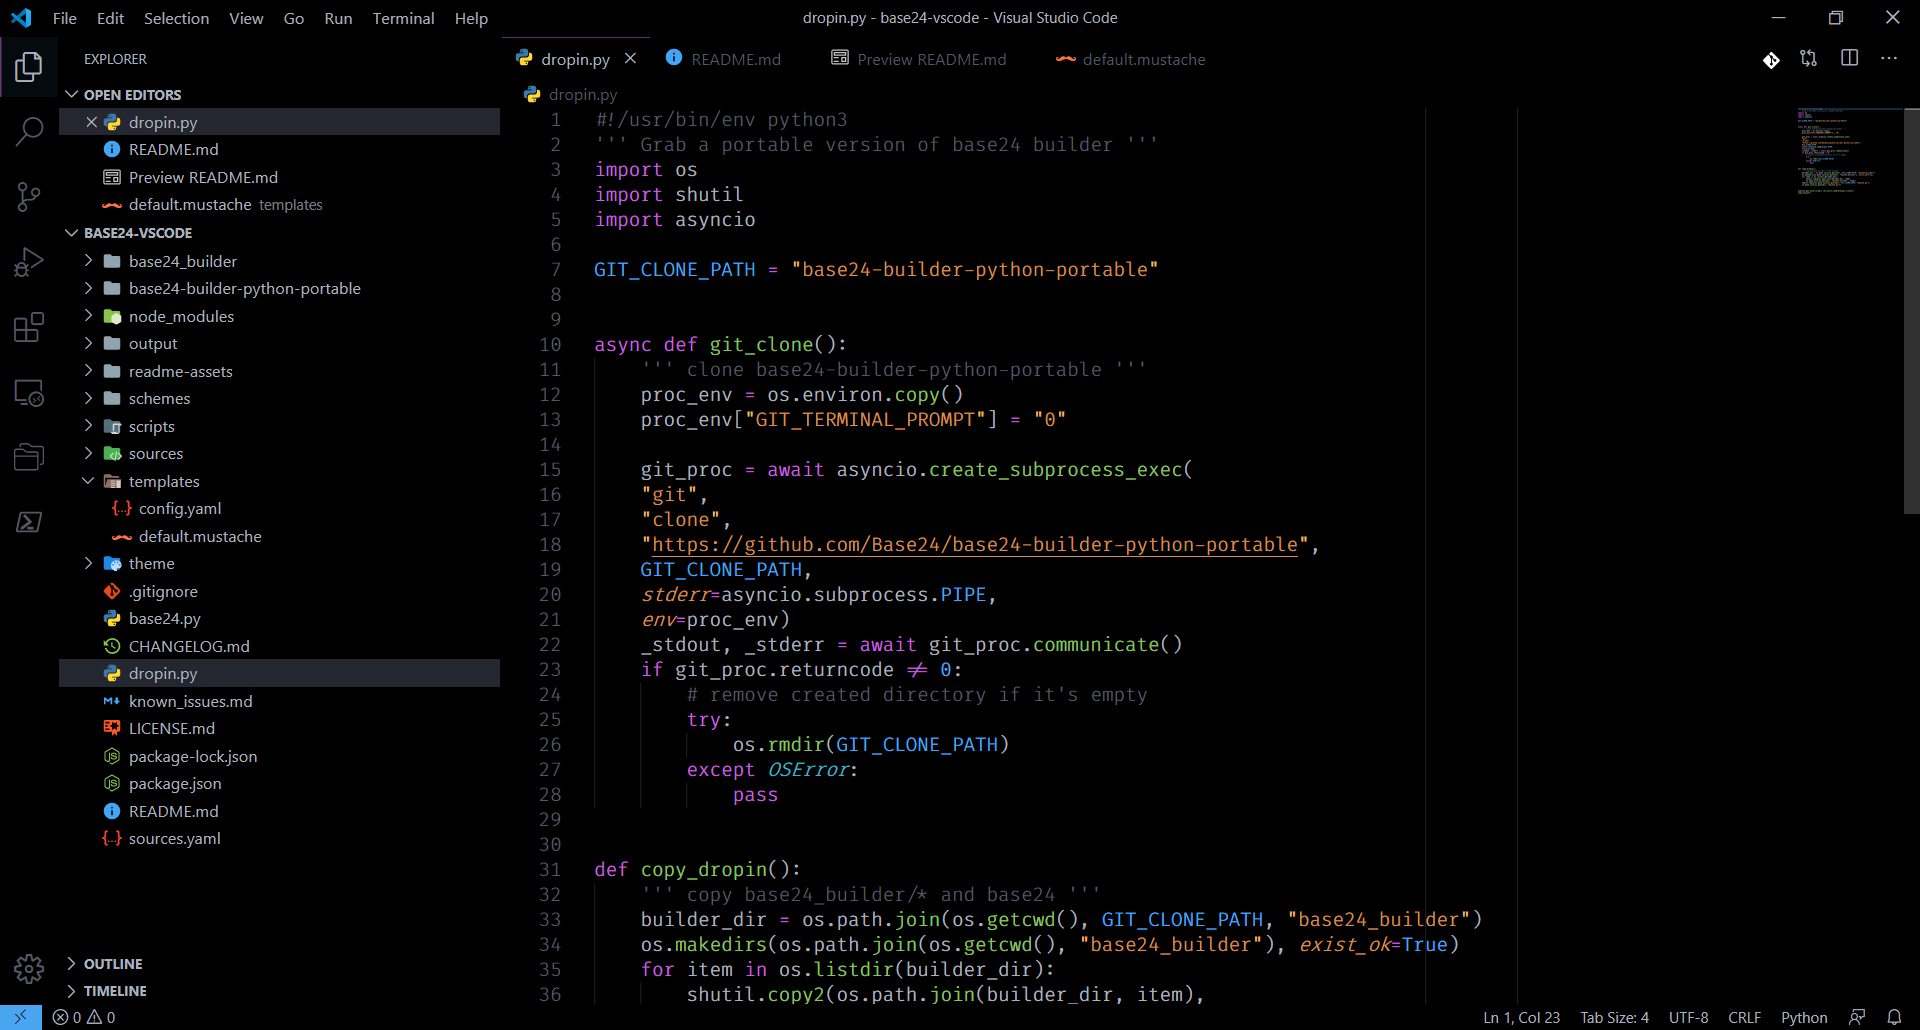 File Edit Selection View Go Run Terminal Help
dropin.py - base24-vscode - Visual Studio Code
EXPLORER
OPEN EDITORS
dropin.py
README.md
Preview README.md
default.mustache templates
BASE24-VSCODE
base24_builder
base24-builder-python-portable
node_modules
output
readme-assets
schemes
scripts
sources
templates
config.yaml
default.mustache
theme
.gitignore
base24.py
CHANGELOG.md
dropin.py
known_issues.md
LICENSE.md
package-lock.json
package.json
README.md
sources.yaml
OUTLINE
TIMELINE
dropin.py README.md Preview README.md default.mustache
dropin.py
1 #!/usr/bin/env python3
2 ''' Grab a portable version of base24 builder '''
3 import os
4 import shutil
5 import asyncio
6
7 GIT_CLONE_PATH = "base24-builder-python-portable"
8
9
10 async def git_clone():
11 ''' clone base24-builder-python-portable '''
12 proc_env = os.environ.copy()
13 proc_env["GIT_TERMINAL_PROMPT"] = "0"
14
15 git_proc = await asyncio.create_subprocess_exec(
16 "git",
17 "clone",
18 "https://github.com/Base24/base24-builder-python-portable",
19 GIT_CLONE_PATH,
20 stderr=asyncio.subprocess.PIPE,
21 env=proc_env)
22 _stdout, _stderr = await git_proc.communicate()
23 if git_proc.returncode ≠ 0:
24 # remove created directory if it's empty
25 try:
26 os.rmdir(GIT_CLONE_PATH)
27 except OSError:
28 pass
29
30
31 def copy_dropin():
32 ''' copy base24_builder/* and base24 '''
33 builder_dir = os.path.join(os.getcwd(), GIT_CLONE_PATH, "base24_builder")
34 os.makedirs(os.path.join(os.getcwd(), "base24_builder"), exist_ok=True)
35 for item in os.listdir(builder_dir):
36 shutil.copy2(os.path.join(builder_dir, item),
0 0 Ln 1, Col 23 Tab Size: 4 UTF-8 CRLF Python